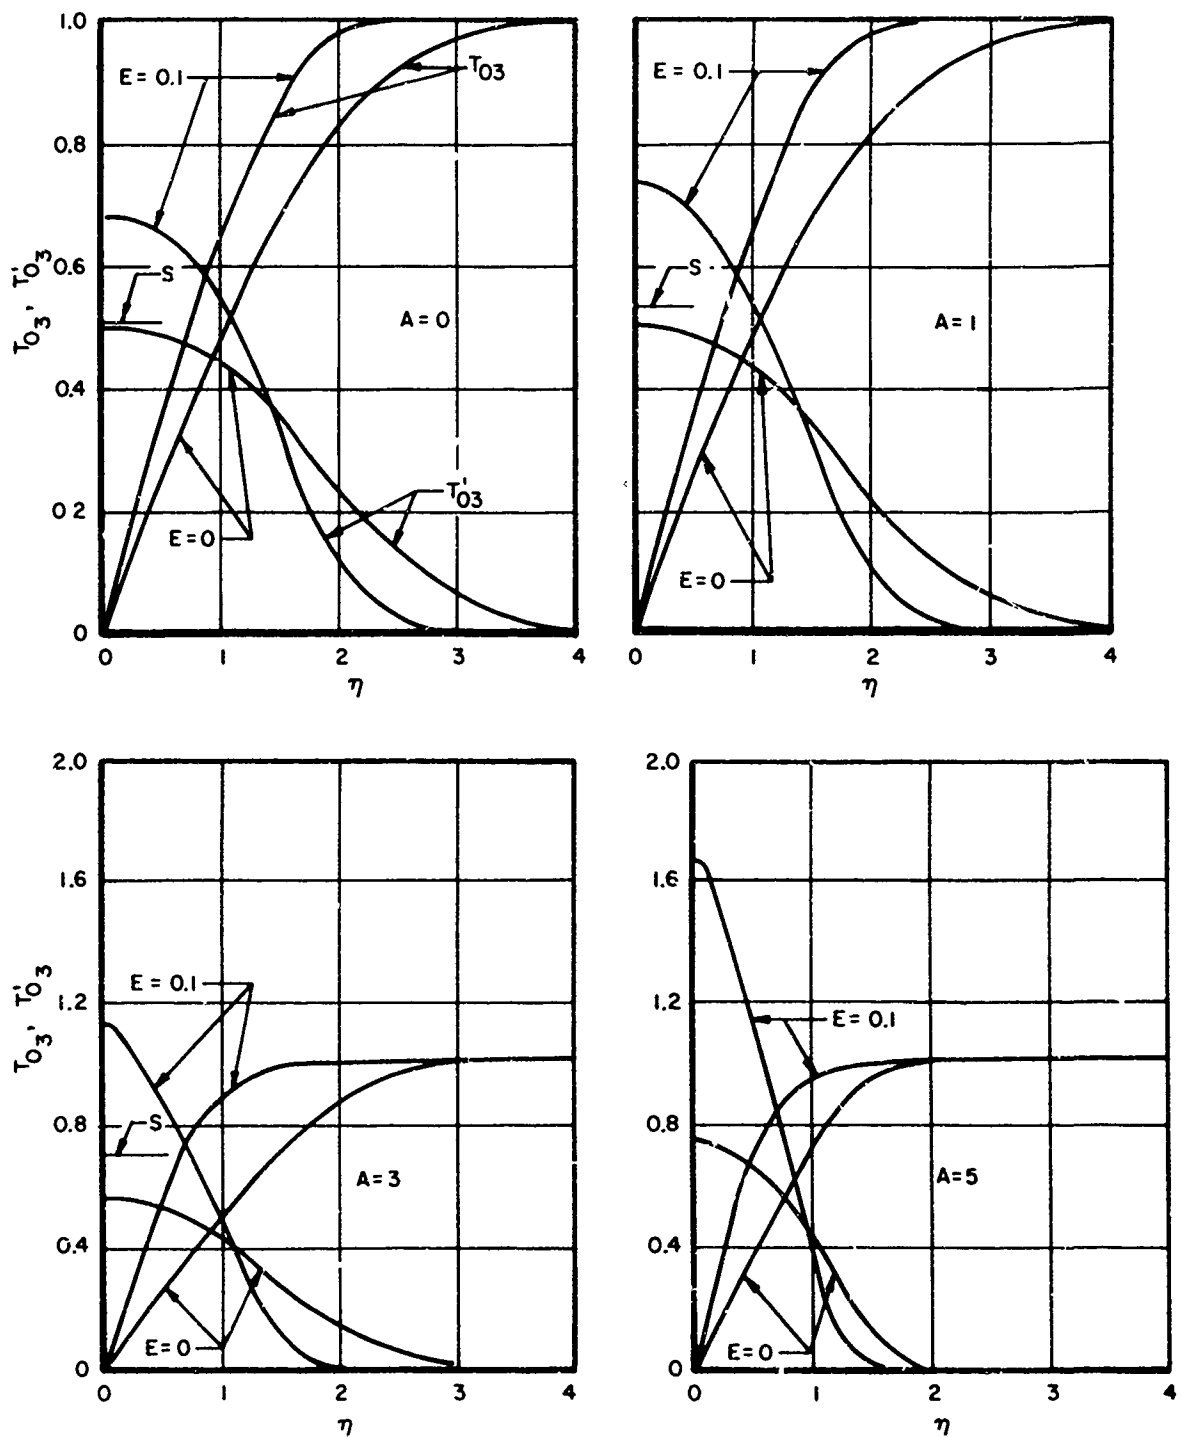 1.0
0.8
0.6
0.4
0.2
0
T03, T'03
E = 0.1
T03
S
A = 0
T'03
E = 0
0 1 2 3 4
η
E = 0.1
S
A = 1
E = 0
0 1 2 3 4
η
2.0
1.6
1.2
0.8
0.4
0
T03, T'03
E = 0.1
S
A = 3
E = 0
0 1 2 3 4
η
2.0
1.6
1.2
0.8
0.4
0
E = 0.1
A = 5
E = 0
0 1 2 3 4
η